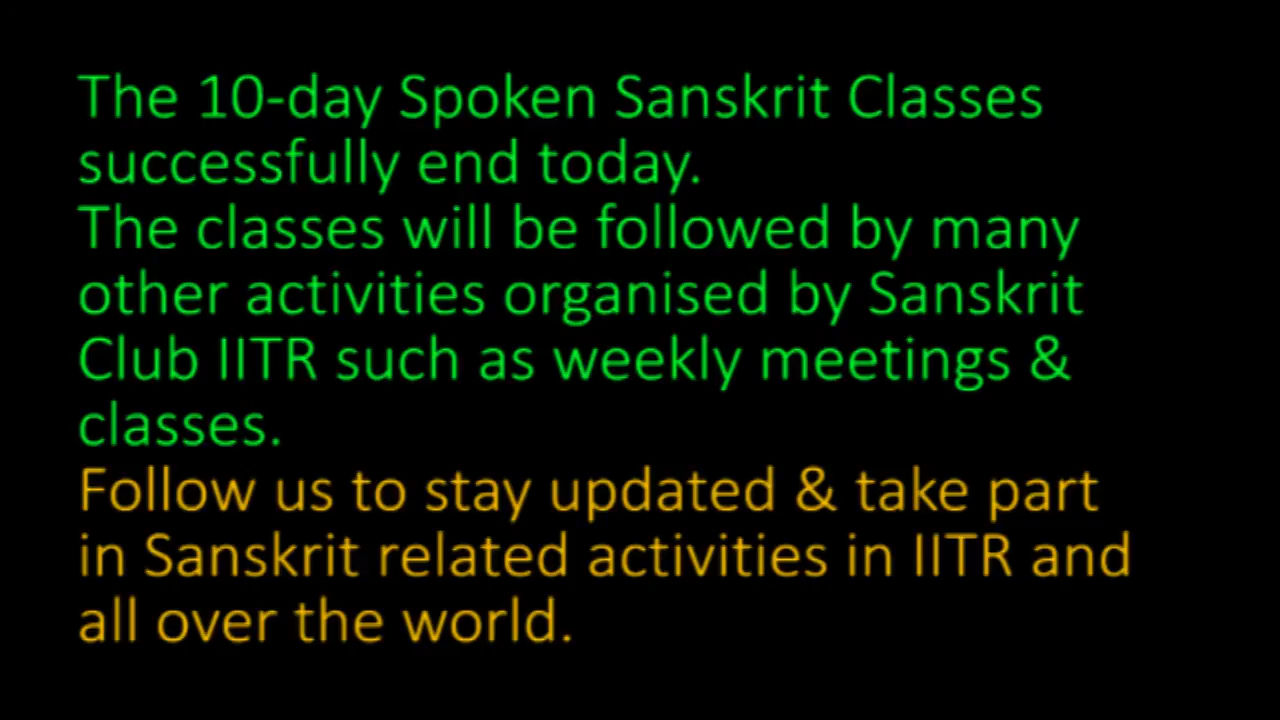 The 10-day Spoken Sanskrit Classes
successfully end today.
The classes will be followed by many
other activities organised by Sanskrit
Club IITR such as weekly meetings &
classes.
Follow us to stay updated & take part
in Sanskrit related activities in IITR and
all over the world.